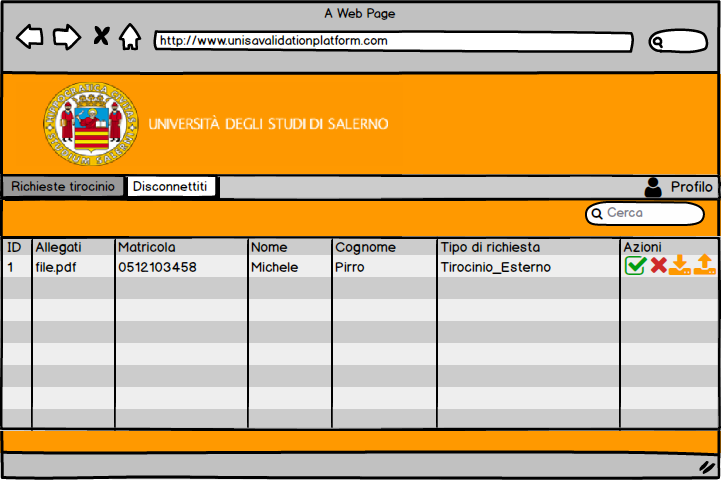 A Web Page
http://www.unisavalidationplatform.com
UNIVERSITÀ DEGLI STUDI DI SALERNO
Richieste tirocinio Disconnettiti Profilo
Cerca
ID Allegati Matricola Nome Cognome Tipo di richiesta Azioni
1 file.pdf 0512103458 Michele Pirro Tirocinio_Esterno